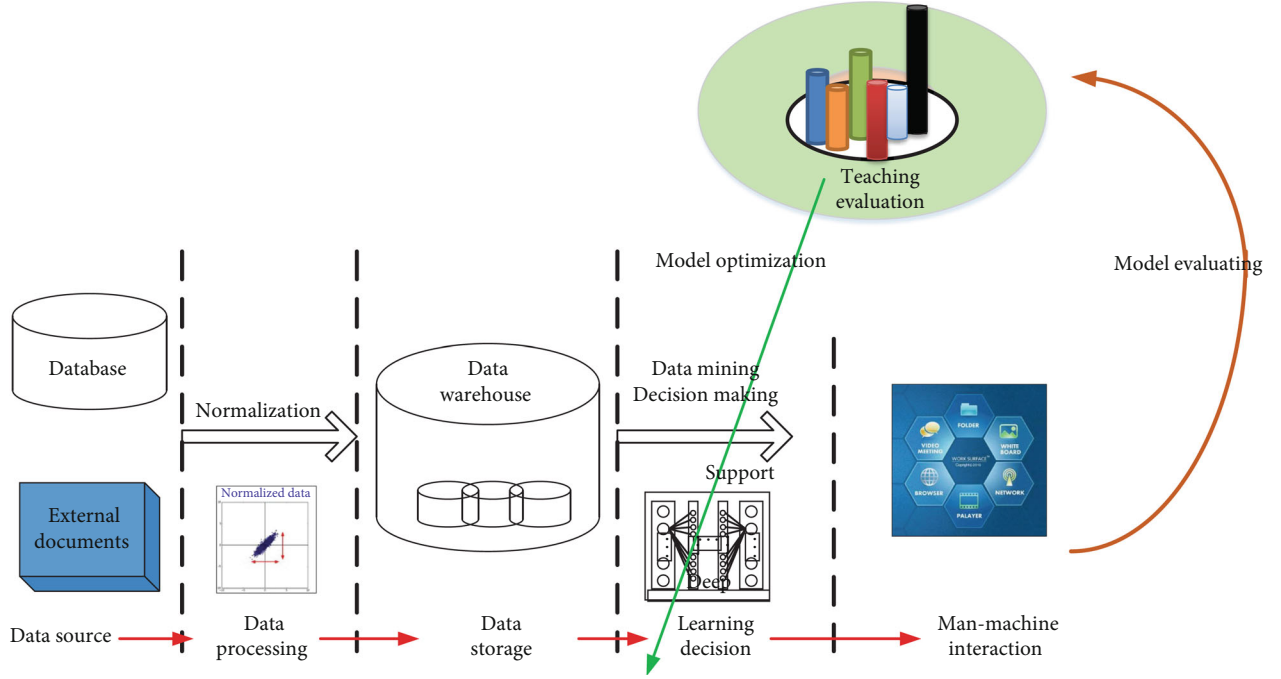 Teaching
evaluation
Model optimization
Model evaluating
Database
Data
warehouse
Data mining
Decision making
Normalization
Support
External
documents
Normalized data
Deep
FOLDER
VIDEO
MEETING
WHITE
BOARD
WORK SURFACE
BROWSER
NETWORK
PALAYER
Data source
Data
processing
Data
storage
Learning
decision
Man-machine
interaction